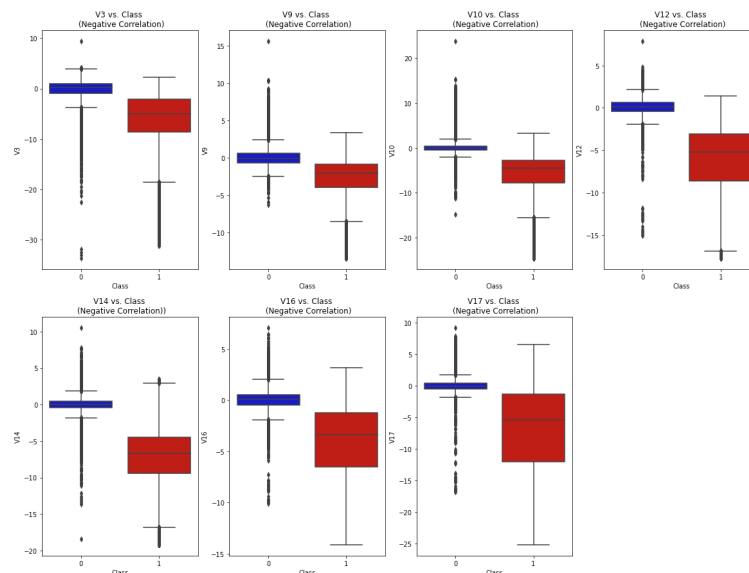 V3 vs. Class
(Negative Correlation)
10
0
−10
−20
−30
V3
0
1
Class
V9 vs. Class
(Negative Correlation)
15
10
5
0
−5
−10
V9
0
1
Class
V10 vs. Class
(Negative Correlation)
20
10
0
−10
−20
V10
0
1
Class
V12 vs. Class
(Negative Correlation)
5
0
−5
−10
−15
V12
0
1
Class
V14 vs. Class
(Negative Correlation))
10
5
0
−5
−10
−15
−20
V14
0
1
Class
V16 vs. Class
(Negative Correlation)
5
0
−5
−10
−15
V16
0
1
Class
V17 vs. Class
(Negative Correlation)
10
5
0
−5
−10
−15
−20
−25
V17
0
1
Class